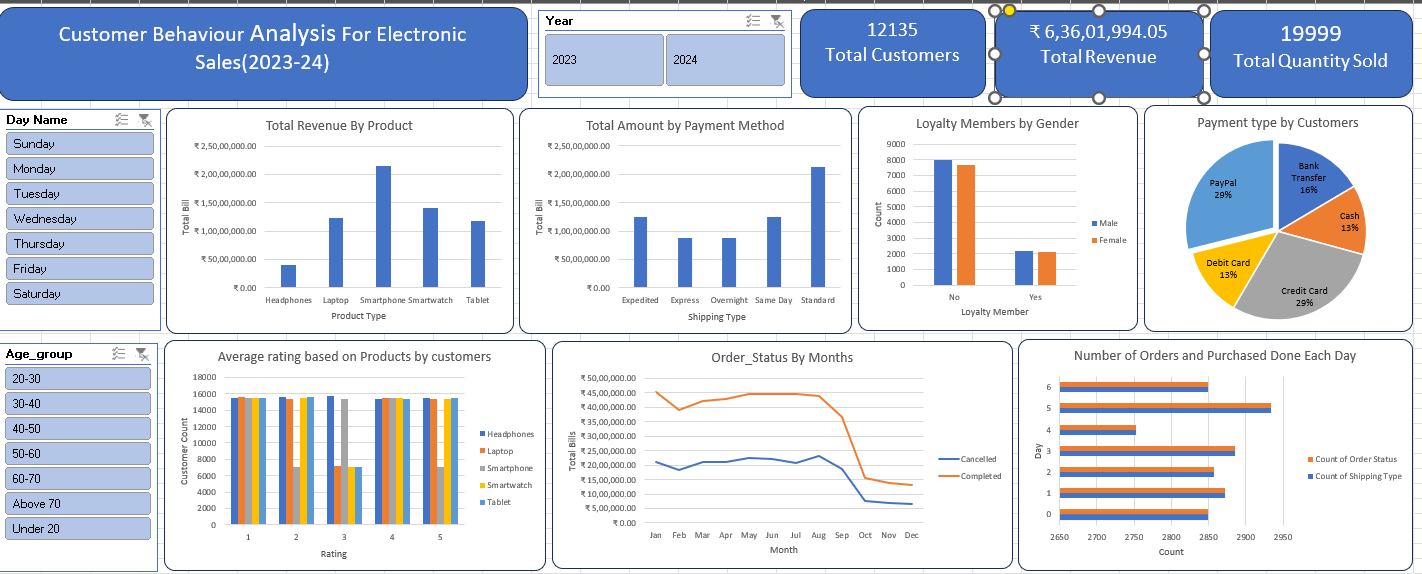 Customer Behaviour Analysis For Electronic
Sales(2023-24)
Year
2023
2024
12135
Total Customers
₹ 6,36,01,994.05
Total Revenue
19999
Total Quantity Sold
Day Name
Sunday
Monday
Tuesday
Wednesday
Thursday
Friday
Saturday
Total Revenue By Product
Total Bill
₹ 2,50,00,000.00
₹ 2,00,00,000.00
₹ 1,50,00,000.00
₹ 1,00,00,000.00
₹ 50,00,000.00
₹ 0.00
Headphones Laptop Smartphone Smartwatch Tablet
Product Type
Total Amount by Payment Method
Total Bill
₹ 2,50,00,000.00
₹ 2,00,00,000.00
₹ 1,50,00,000.00
₹ 1,00,00,000.00
₹ 50,00,000.00
₹ 0.00
Expedited Express Overnight Same Day Standard
Shipping Type
Loyalty Members by Gender
Count
9000
8000
7000
6000
5000
4000
3000
2000
1000
0
No Yes
Loyalty Member
Male
Female
Payment type by Customers
Bank
Transfer
16%
Cash
13%
Credit Card
29%
Debit Card
13%
PayPal
29%
Age_group
20-30
30-40
40-50
50-60
60-70
Above 70
Under 20
Average rating based on Products by customers
Customer Count
18000
16000
14000
12000
10000
8000
6000
4000
2000
0
1 2 3 4 5
Rating
Headphones
Laptop
Smartphone
Smartwatch
Tablet
Order_Status By Months
Total Bills
₹ 50,00,000.00
₹ 45,00,000.00
₹ 40,00,000.00
₹ 35,00,000.00
₹ 30,00,000.00
₹ 25,00,000.00
₹ 20,00,000.00
₹ 15,00,000.00
₹ 10,00,000.00
₹ 5,00,000.00
₹ 0.00
Jan Feb Mar Apr May Jun Jul Aug Sep Oct Nov Dec
Month
Cancelled
Completed
Number of Orders and Purchased Done Each Day
Day
6
5
4
3
2
1
0
2650 2700 2750 2800 2850 2900 2950
Count
Count of Order Status
Count of Shipping Type